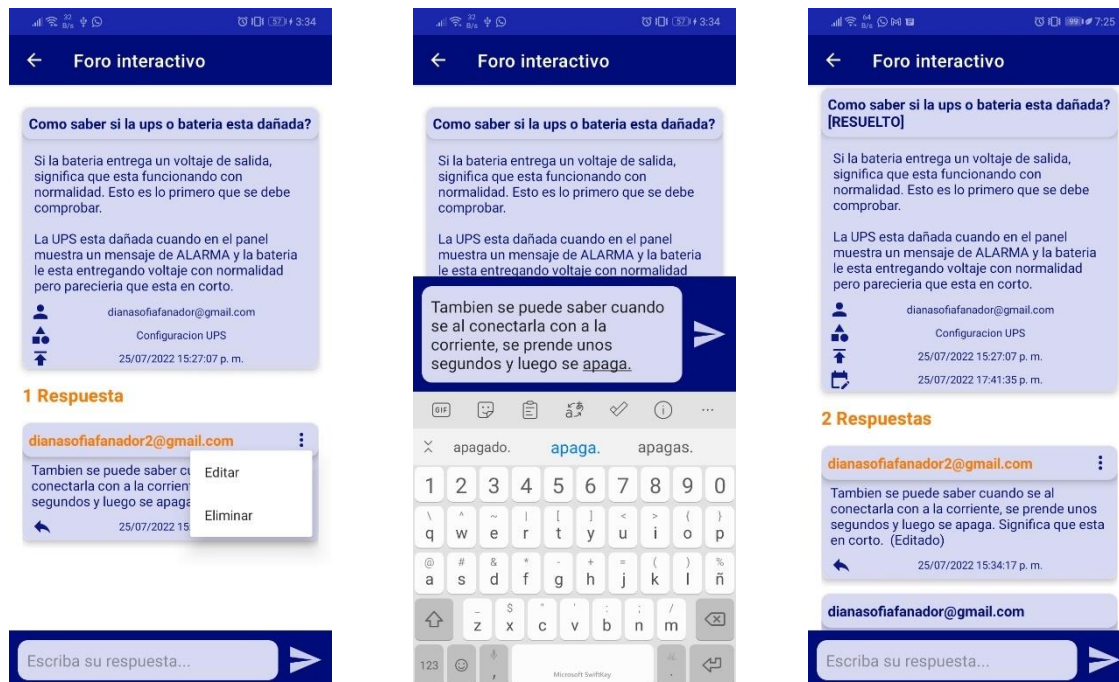 32 B/s 57 3:34
Foro interactivo
Como saber si la ups o bateria esta dañada?
Si la bateria entrega un voltaje de salida,
significa que esta funcionando con
normalidad. Esto es lo primero que se debe
comprobar.
La UPS esta dañada cuando en el panel
muestra un mensaje de ALARMA y la bateria
le esta entregando voltaje con normalidad
pero pareciera que esta en corto.
dianasofiafanador@gmail.com
Configuracion UPS
25/07/2022 15:27:07 p. m.
1 Respuesta
dianasofiafanador2@gmail.com
Editar
Eliminar
Tambien se puede saber
conectarla con a la corrien
segundos y luego se apaga
25/07/2022 15:
Escriba su respuesta...
32 B/s 57 3:34
Foro interactivo
Como saber si la ups o bateria esta dañada?
Si la bateria entrega un voltaje de salida,
significa que esta funcionando con
normalidad. Esto es lo primero que se debe
comprobar.
La UPS esta dañada cuando en el panel
muestra un mensaje de ALARMA y la bateria
le esta entregando voltaje con normalidad
Tambien se puede saber cuando
se al conectarla con a la
corriente, se prende unos
segundos y luego se apaga.
GIF
apagado. apaga. apagas.
1 2 3 4 5 6 7 8 9 0
\ ^ ~ | [ ] < > { }
q w e r t y u i o p
@ # & * - + = ( ) %
a s d f g h j k l ñ
_ $ " ' : ; /
z x c v b n m
123 , Microsoft SwiftKey .
64 B/s 99 7:25
Foro interactivo
Como saber si la ups o bateria esta dañada?
[RESUELTO]
Si la bateria entrega un voltaje de salida,
significa que esta funcionando con
normalidad. Esto es lo primero que se debe
comprobar.
La UPS esta dañada cuando en el panel
muestra un mensaje de ALARMA y la bateria
le esta entregando voltaje con normalidad
pero pareciera que esta en corto.
dianasofiafanador@gmail.com
Configuracion UPS
25/07/2022 15:27:07 p. m.
25/07/2022 17:41:35 p. m.
2 Respuestas
dianasofiafanador2@gmail.com
Tambien se puede saber cuando se al
conectarla con a la corriente, se prende unos
segundos y luego se apaga. Significa que esta
en corto. (Editado)
25/07/2022 15:34:17 p. m.
dianasofiafanador@gmail.com
Escriba su respuesta...